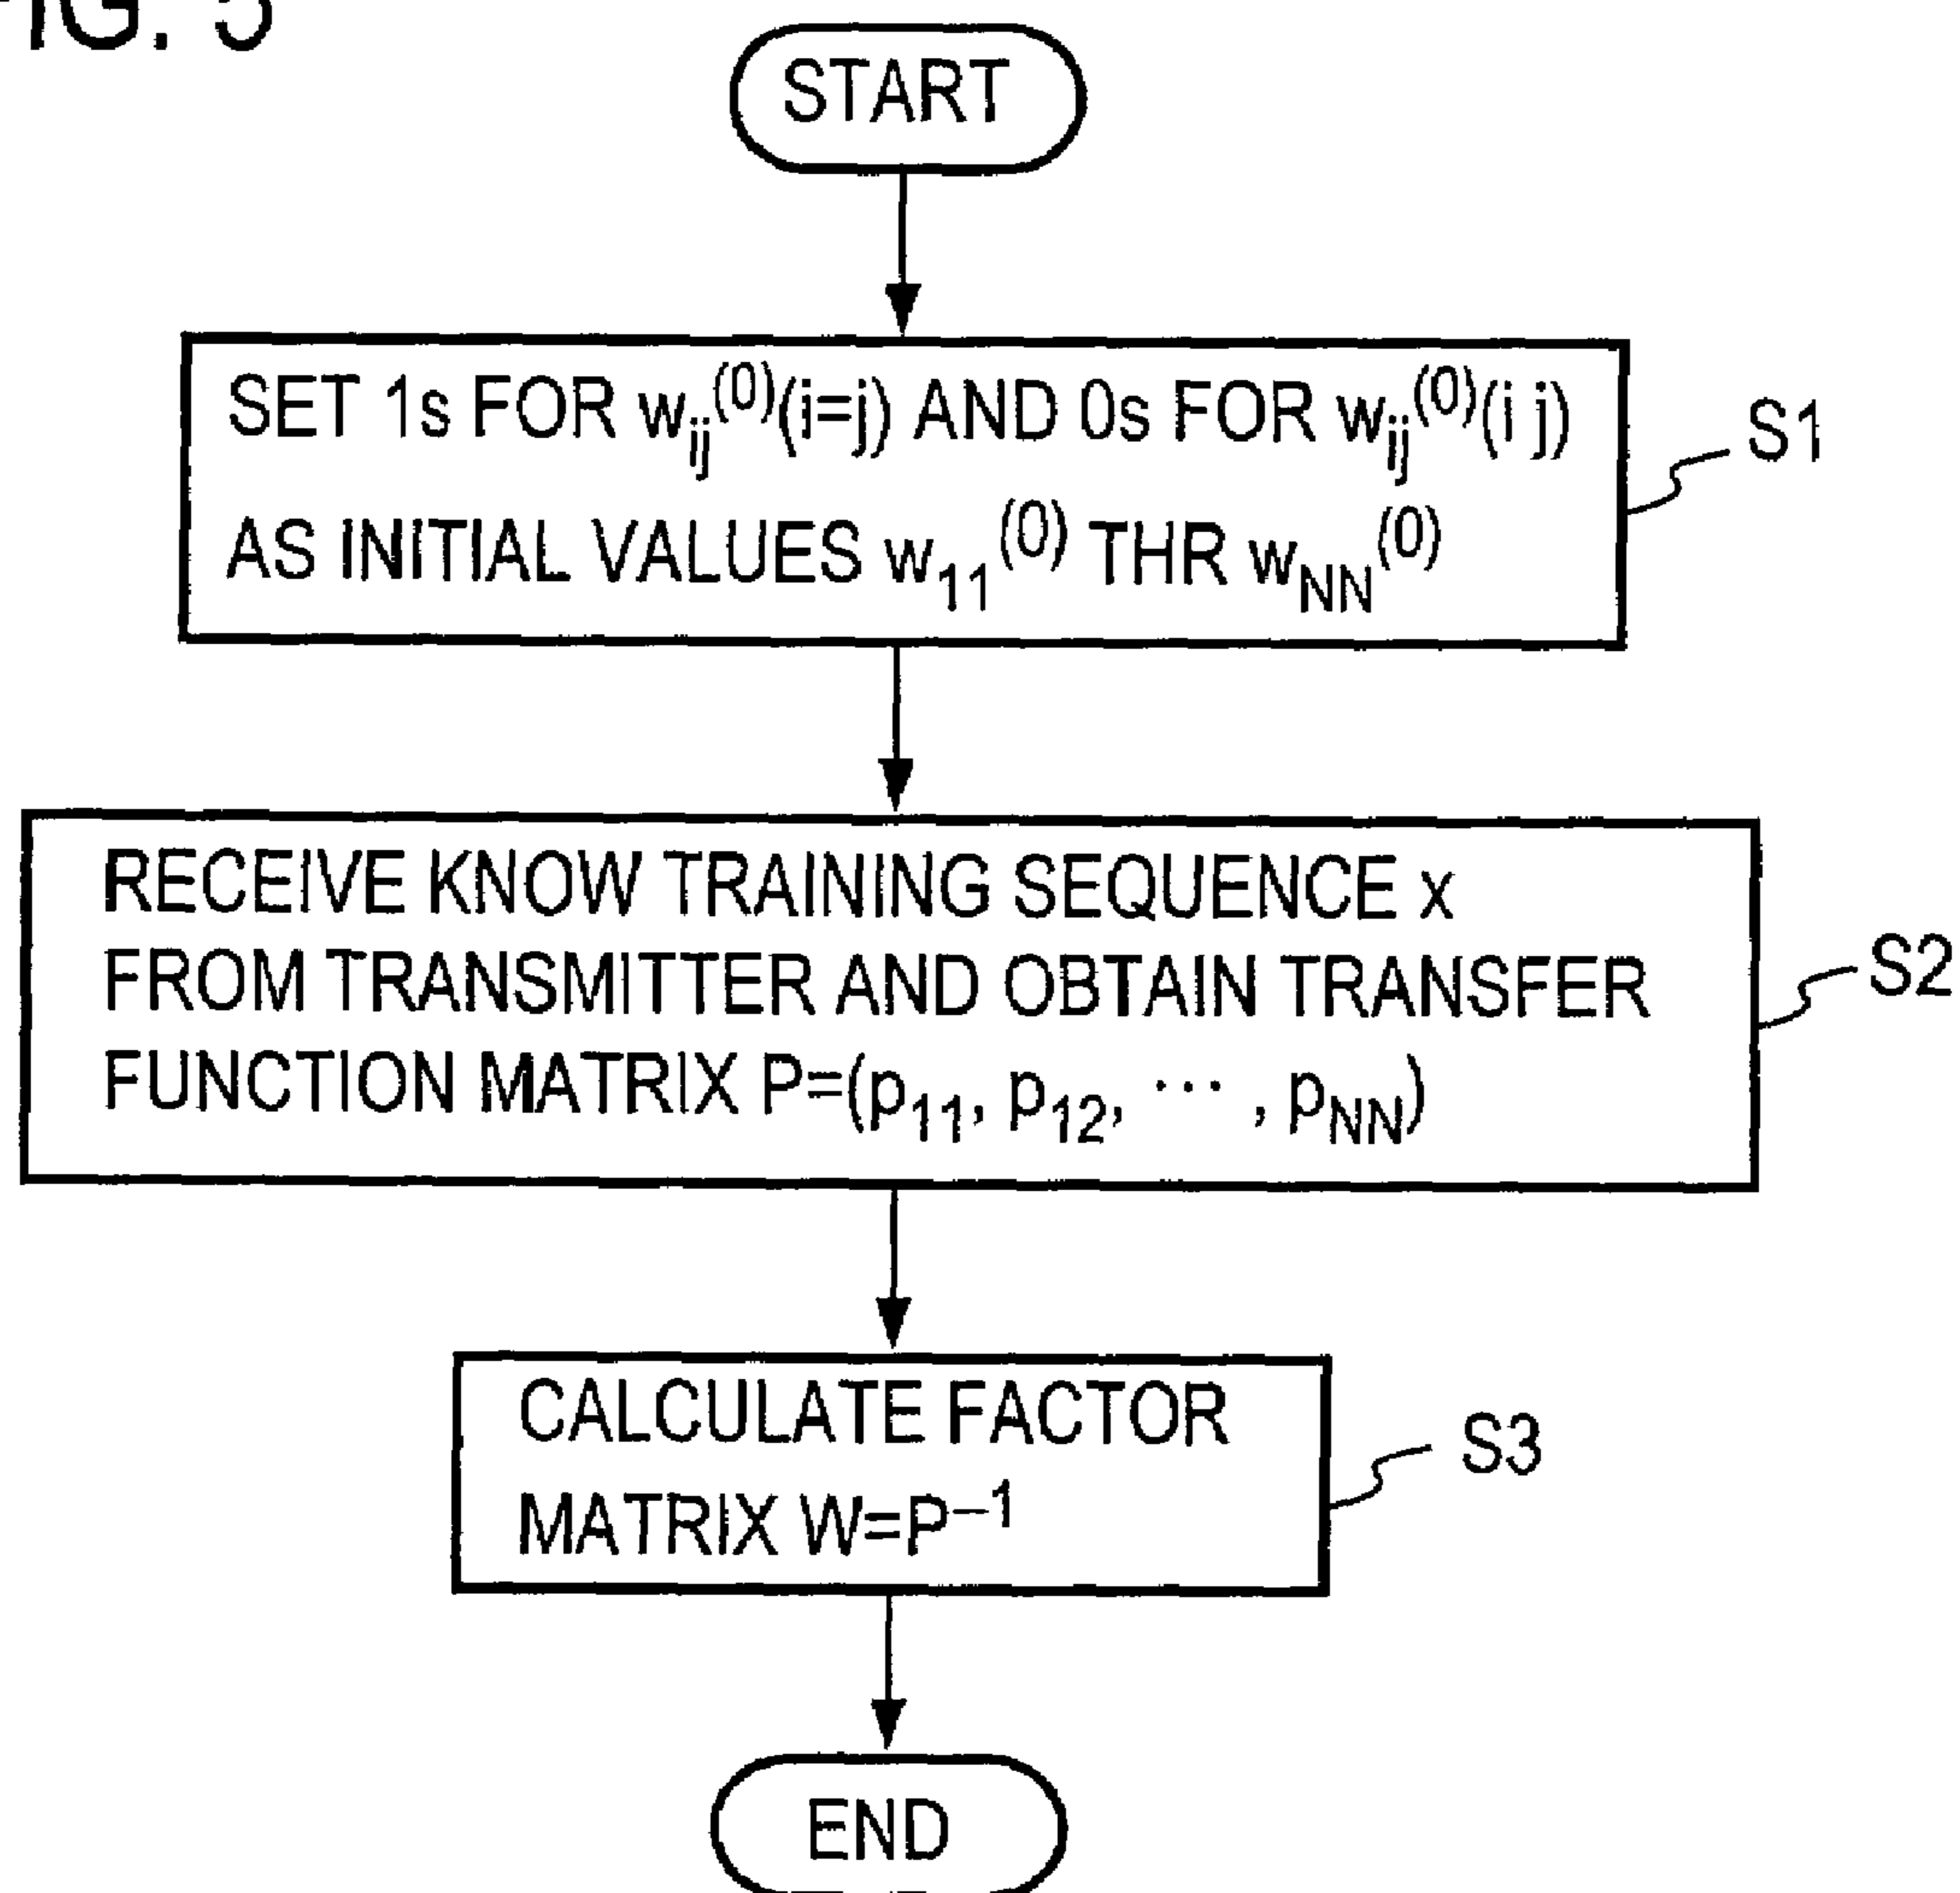 FIG. 5
START
SET 1s FOR w_ij^(0)(i=j) AND 0s FOR w_ij^(0)(i j)
AS INITIAL VALUES w_11^(0) THR w_NN^(0)
S1
RECEIVE KNOW TRAINING SEQUENCE x
FROM TRANSMITTER AND OBTAIN TRANSFER
FUNCTION MATRIX P=(p_11, p_12, ··· , p_NN)
S2
CALCULATE FACTOR
MATRIX W=P^−1
S3
END